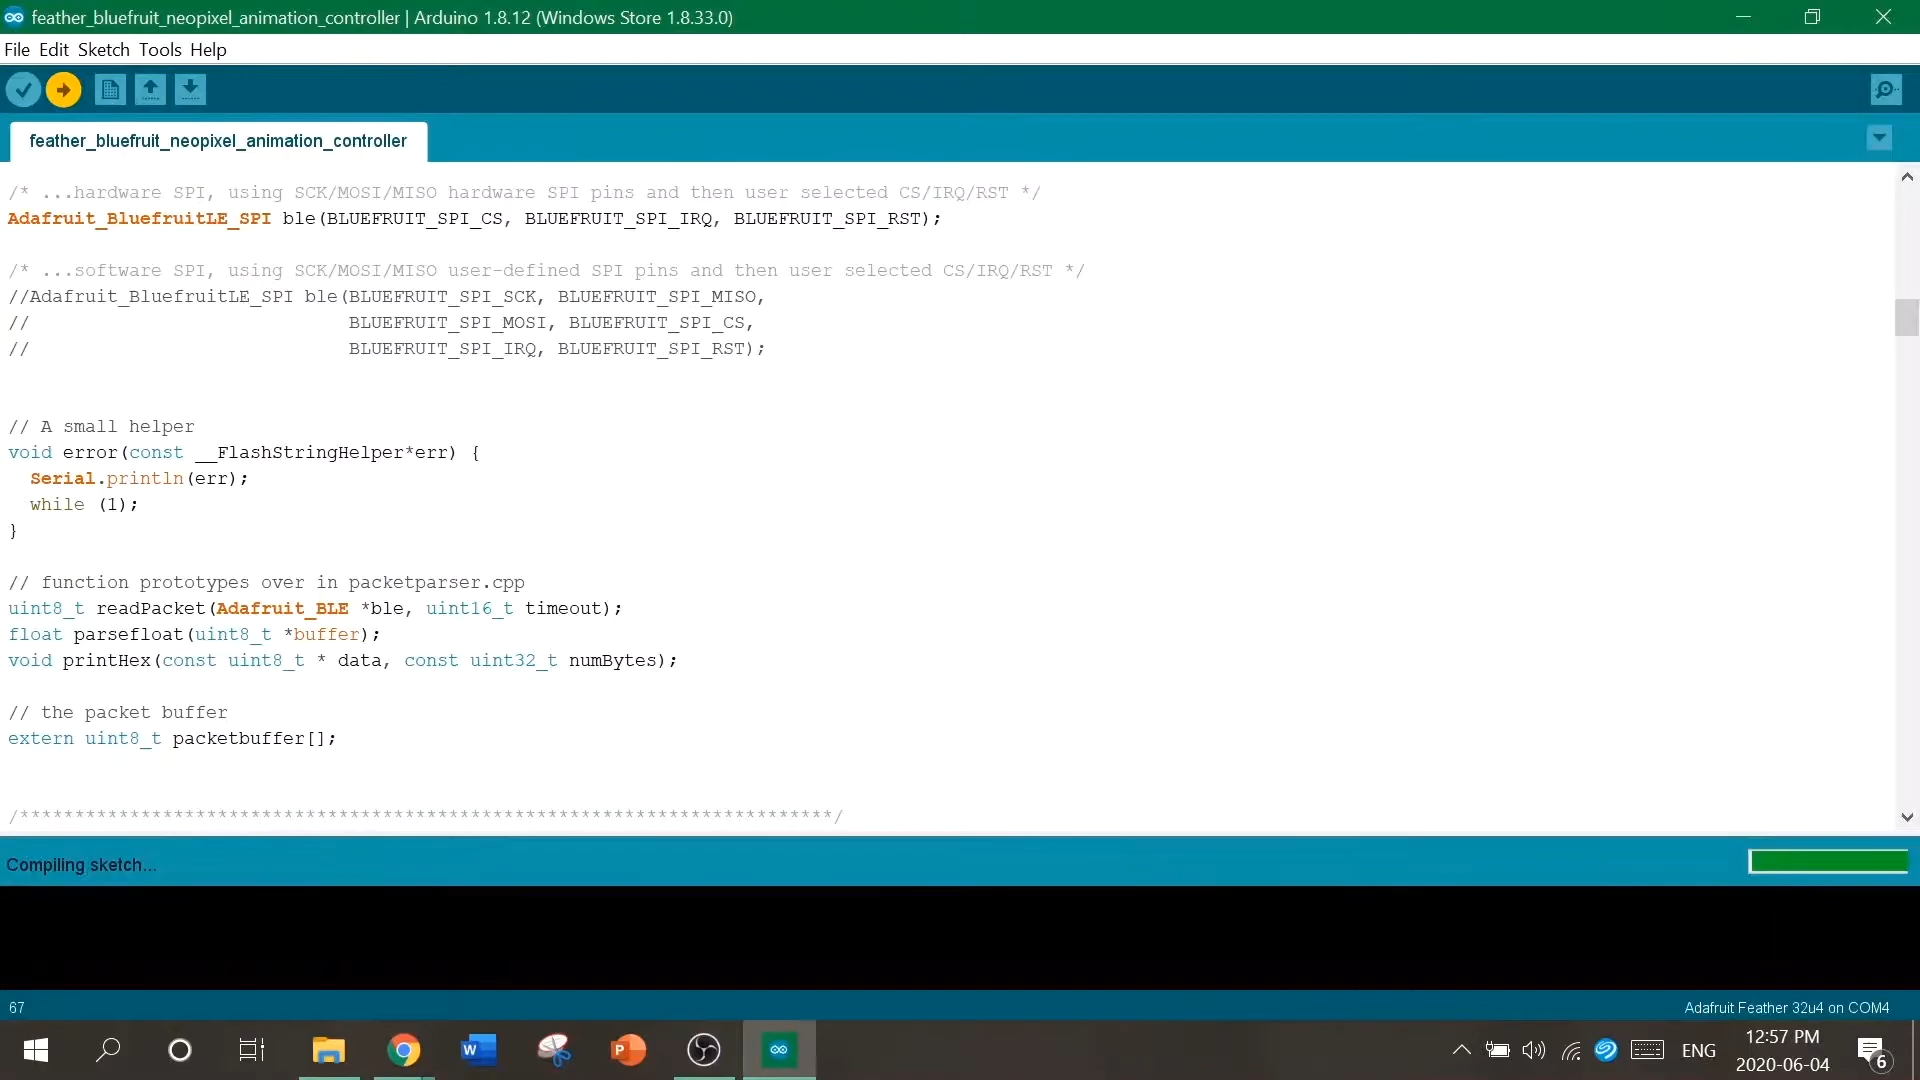 feather_bluefruit_neopixel_animation_controller | Arduino 1.8.12 (Windows Store 1.8.33.0)
File Edit Sketch Tools Help
feather_bluefruit_neopixel_animation_controller
/* ...hardware SPI, using SCK/MOSI/MISO hardware SPI pins and then user selected CS/IRQ/RST */
Adafruit_BluefruitLE_SPI ble(BLUEFRUIT_SPI_CS, BLUEFRUIT_SPI_IRQ, BLUEFRUIT_SPI_RST);
/* ...software SPI, using SCK/MOSI/MISO user-defined SPI pins and then user selected CS/IRQ/RST */
//Adafruit_BluefruitLE_SPI ble(BLUEFRUIT_SPI_SCK, BLUEFRUIT_SPI_MISO,
//                             BLUEFRUIT_SPI_MOSI, BLUEFRUIT_SPI_CS,
//                             BLUEFRUIT_SPI_IRQ, BLUEFRUIT_SPI_RST);
// A small helper
void error(const __FlashStringHelper*err) {
  Serial.println(err);
  while (1);
}
// function prototypes over in packetparser.cpp
uint8_t readPacket(Adafruit_BLE *ble, uint16_t timeout);
float parsefloat(uint8_t *buffer);
void printHex(const uint8_t * data, const uint32_t numBytes);
// the packet buffer
extern uint8_t packetbuffer[];
/**************************************************************************/
Compiling sketch...
67
Adafruit Feather 32u4 on COM4
ENG
12:57 PM
2020-06-04
6